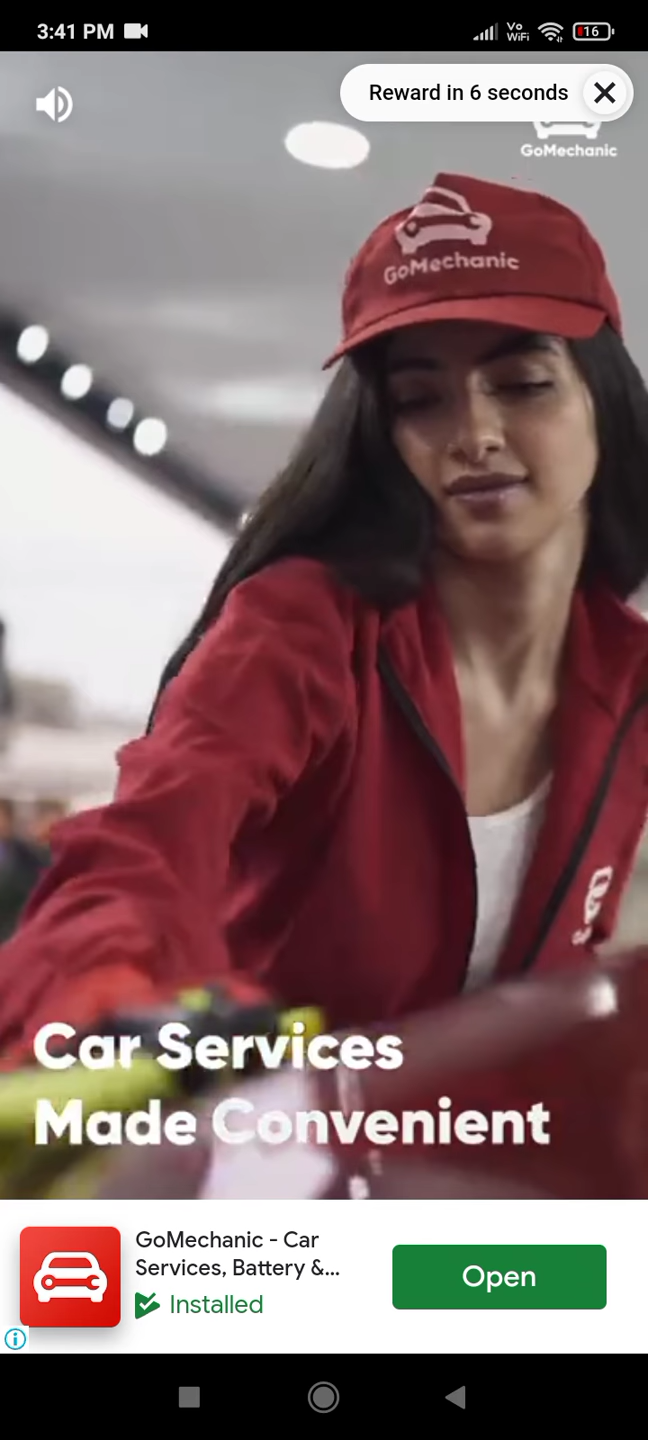 3:41 PM
Vo
WiFi
16
Reward in 6 seconds
GoMechanic
GoMechanic
Car Services
Made Convenient
GoMechanic - Car
Services, Battery &...
Installed
Open